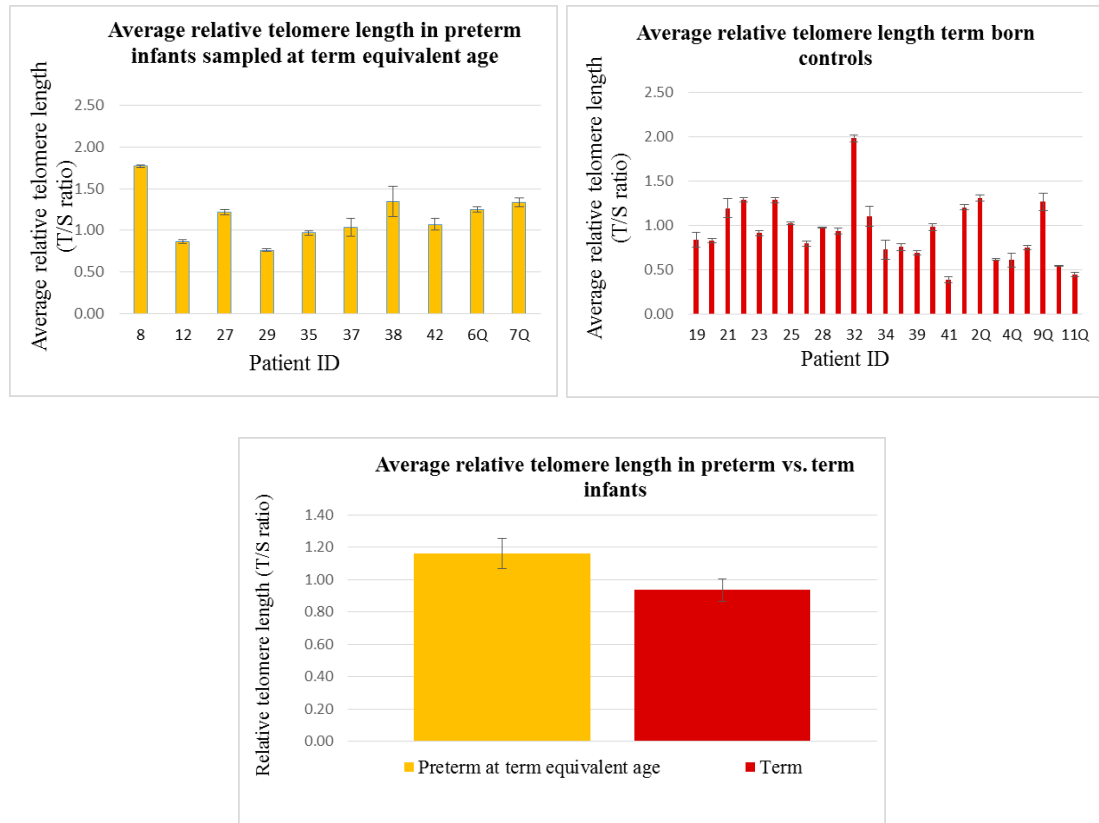 Average relative telomere length in preterm
infants sampled at term equivalent age
Average relative telomere length
(T/S ratio)
2.50
2.00
1.50
1.00
0.50
0.00
8 12 27 29 35 37 38 42 6Q 7Q
Patient ID
Average relative telomere length term born
controls
Average relative telomere length
(T/S ratio)
2.50
2.00
1.50
1.00
0.50
0.00
19 21 23 25 28 32 34 39 41 2Q 4Q 9Q 11Q
Patient ID
Average relative telomere length in preterm vs. term
infants
Relative telomere length (T/S ratio)
1.40
1.20
1.00
0.80
0.60
0.40
0.20
0.00
Preterm at term equivalent age Term